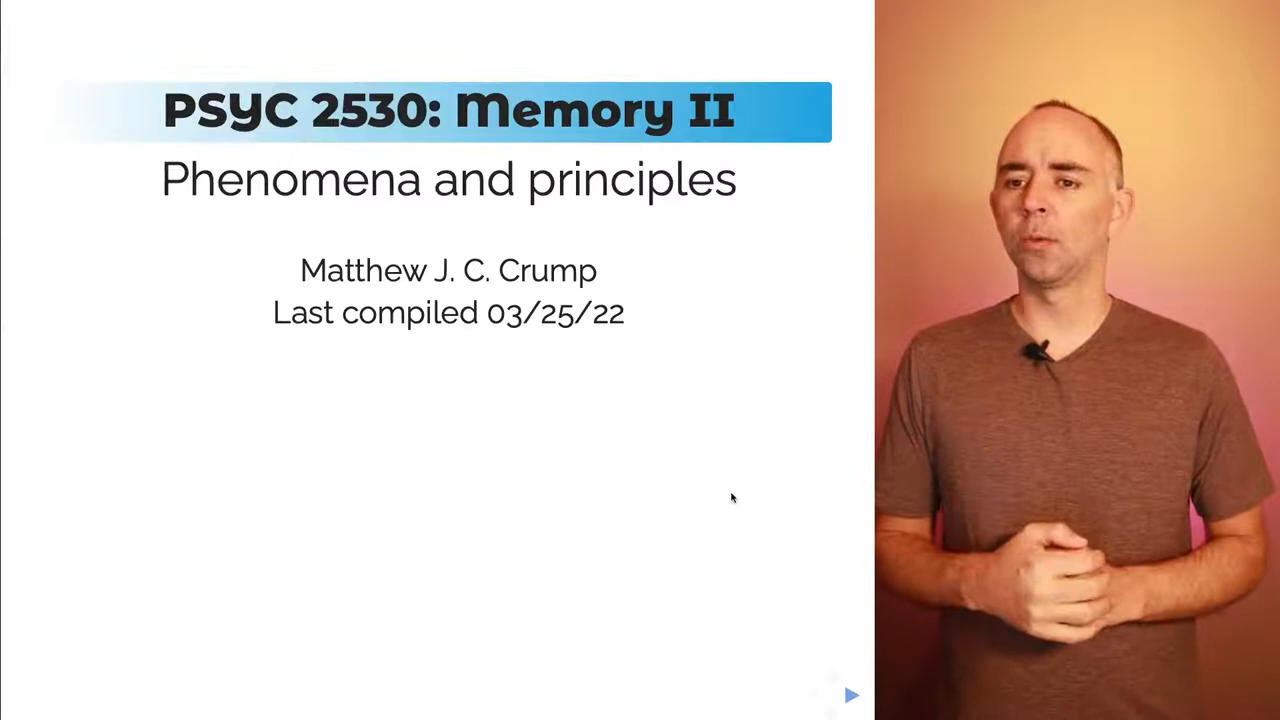 PSYC 2530: Memory II
Phenomena and principles
Matthew J. C. Crump
Last compiled 03/25/22